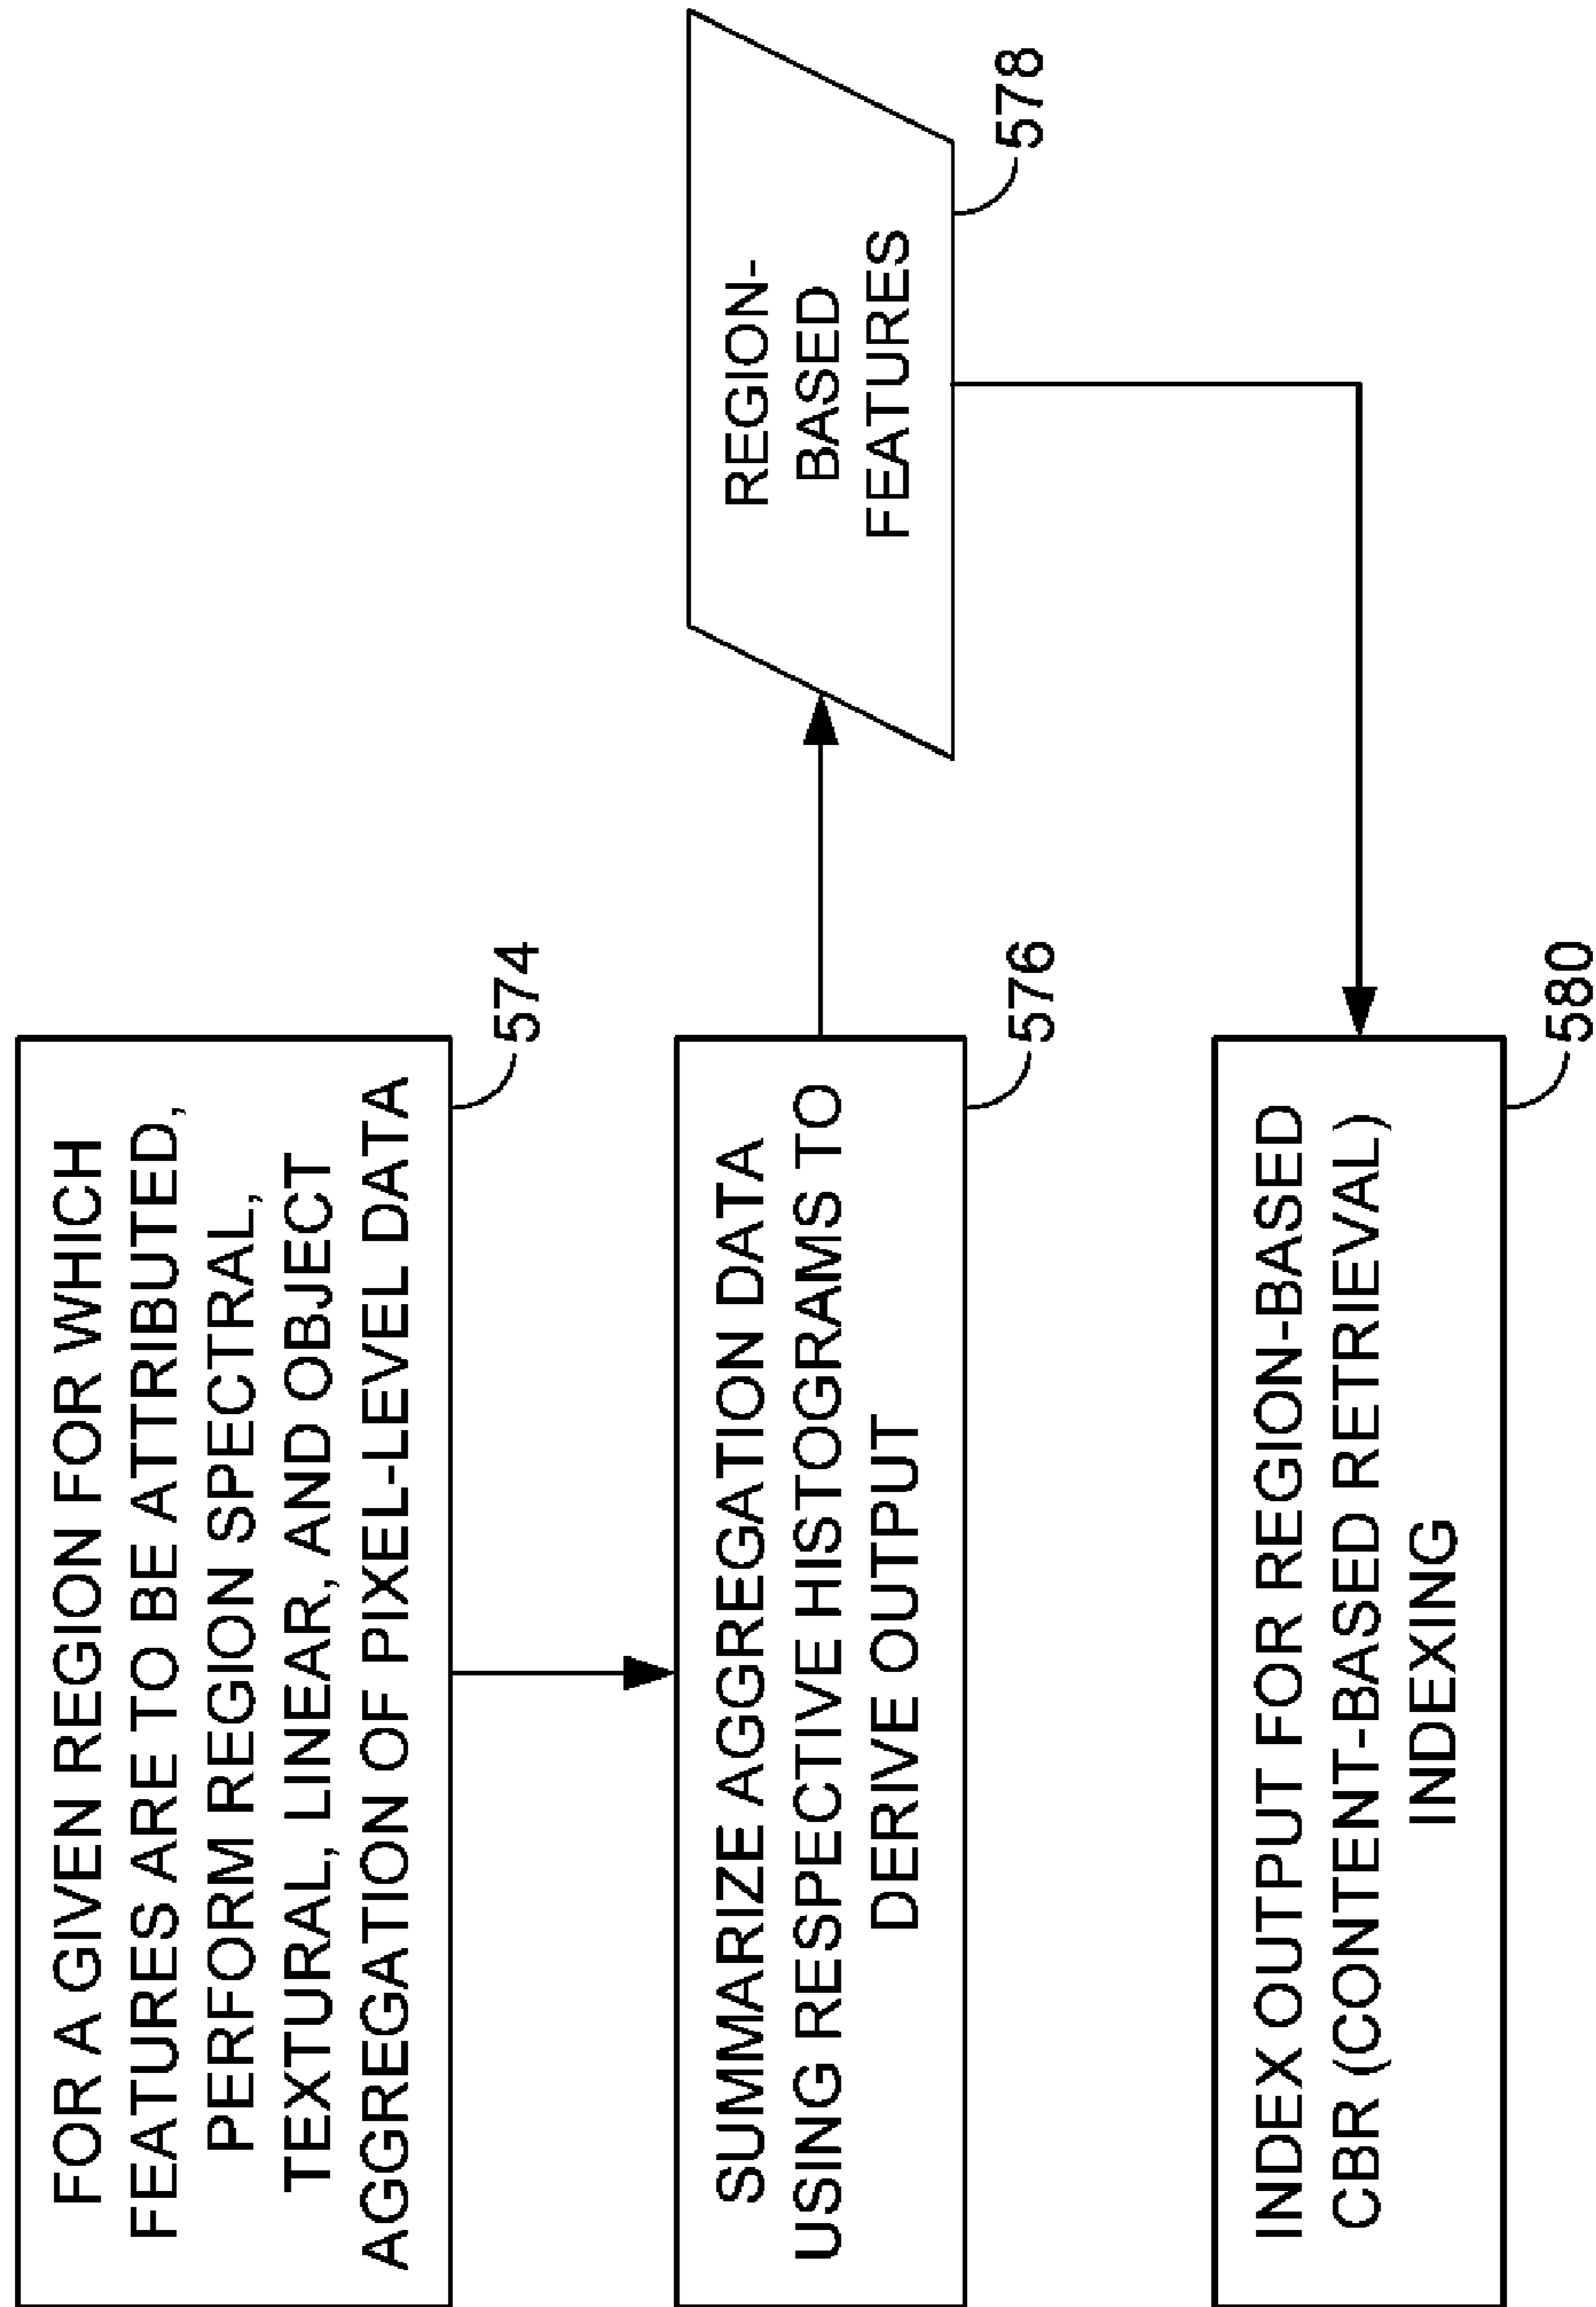 FOR A GIVEN REGION FOR WHICH
FEATURES ARE TO BE ATTRIBUTED,
PERFORM REGION SPECTRAL,
TEXTURAL, LINEAR, AND OBJECT
AGGREGATION OF PIXEL-LEVEL DATA
574
SUMMARIZE AGGREGATION DATA
USING RESPECTIVE HISTOGRAMS TO
DERIVE OUTPUT
576
REGION-
BASED
FEATURES
578
INDEX OUTPUT FOR REGION-BASED
CBR (CONTENT-BASED RETRIEVAL)
INDEXING
580